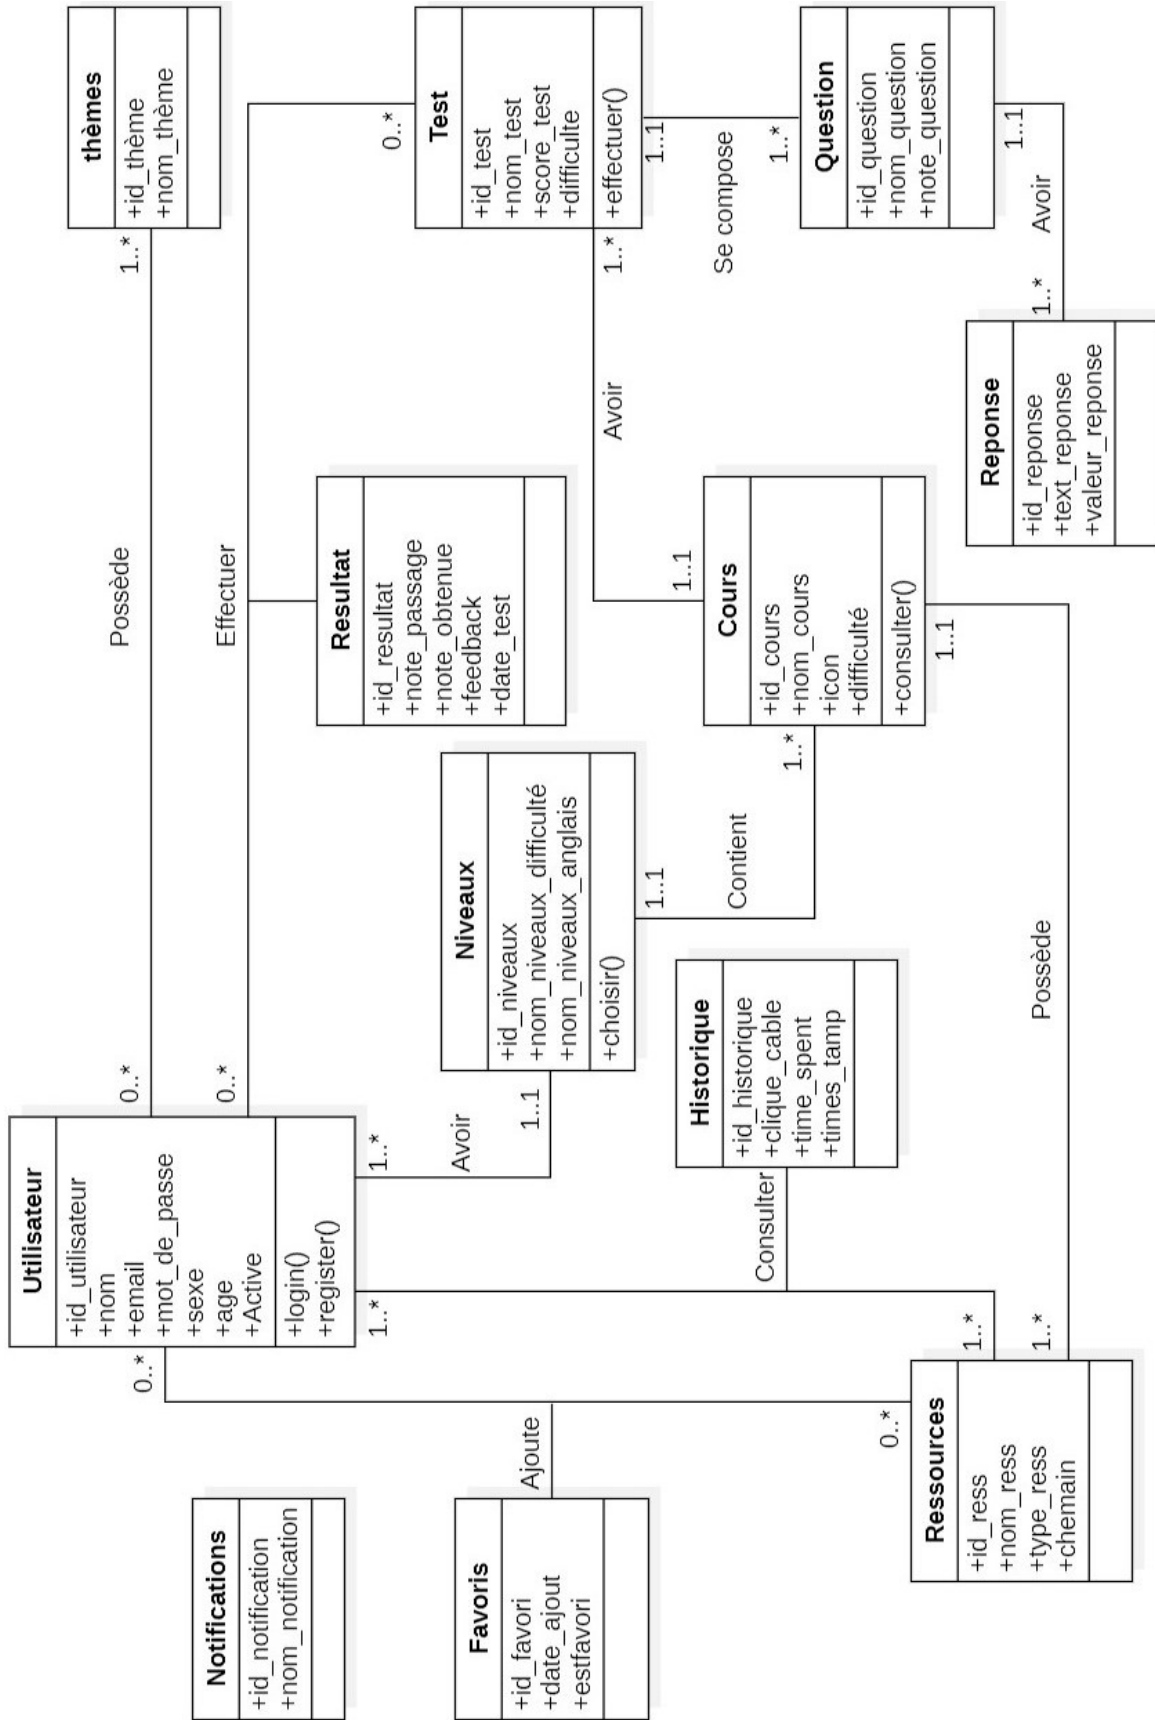 Notifications
+id_notification
+nom_notification
Favoris
+id_favori
+date_ajout
+estfavori
Ajoute
0..*
0..*
Utilisateur
+id_utilisateur
+nom
+email
+mot_de_passe
+sexe
+age
+Active
+login()
+register()
Ressources
+id_ress
+nom_ress
+type_ress
+chemain
1..*
1..*
1..*
Consulter
Historique
+id_historique
+clique_cable
+time_spent
+times_tamp
1..*
Avoir
1..1
Niveaux
+id_niveaux
+nom_niveaux_difficulté
+nom_niveaux_anglais
+choisir()
1..1
Contient
1..*
Cours
+id_cours
+nom_cours
+icon
+difficulté
+consulter()
1..1
Possède
1..1
Avoir
1..*
Resultat
+id_resultat
+note_passage
+note_obtenue
+feedback
+date_test
0..*
Effectuer
0..*
0..*
Possède
1..*
thèmes
+id_thème
+nom_thème
Test
+id_test
+nom_test
+score_test
+difficulte
+effectuer()
1..1
Se compose
1..*
Question
+id_question
+nom_question
+note_question
1..1
Avoir
1..*
Reponse
+id_reponse
+text_reponse
+valeur_reponse